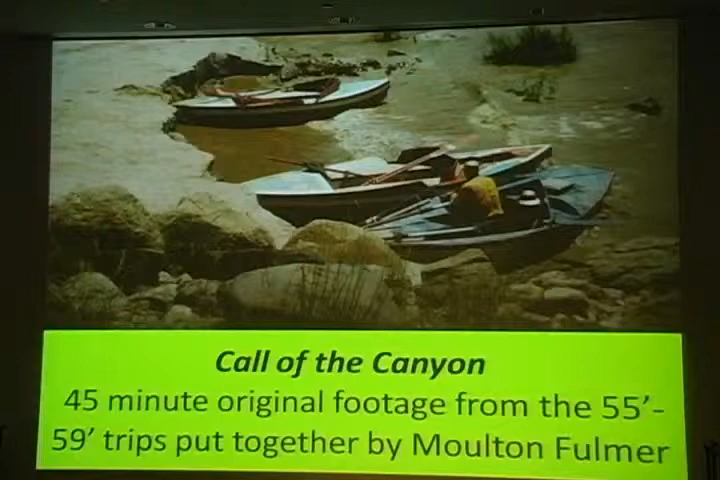 Call of the Canyon
45 minute original footage from the 55’-
59’ trips put together by Moulton Fulmer